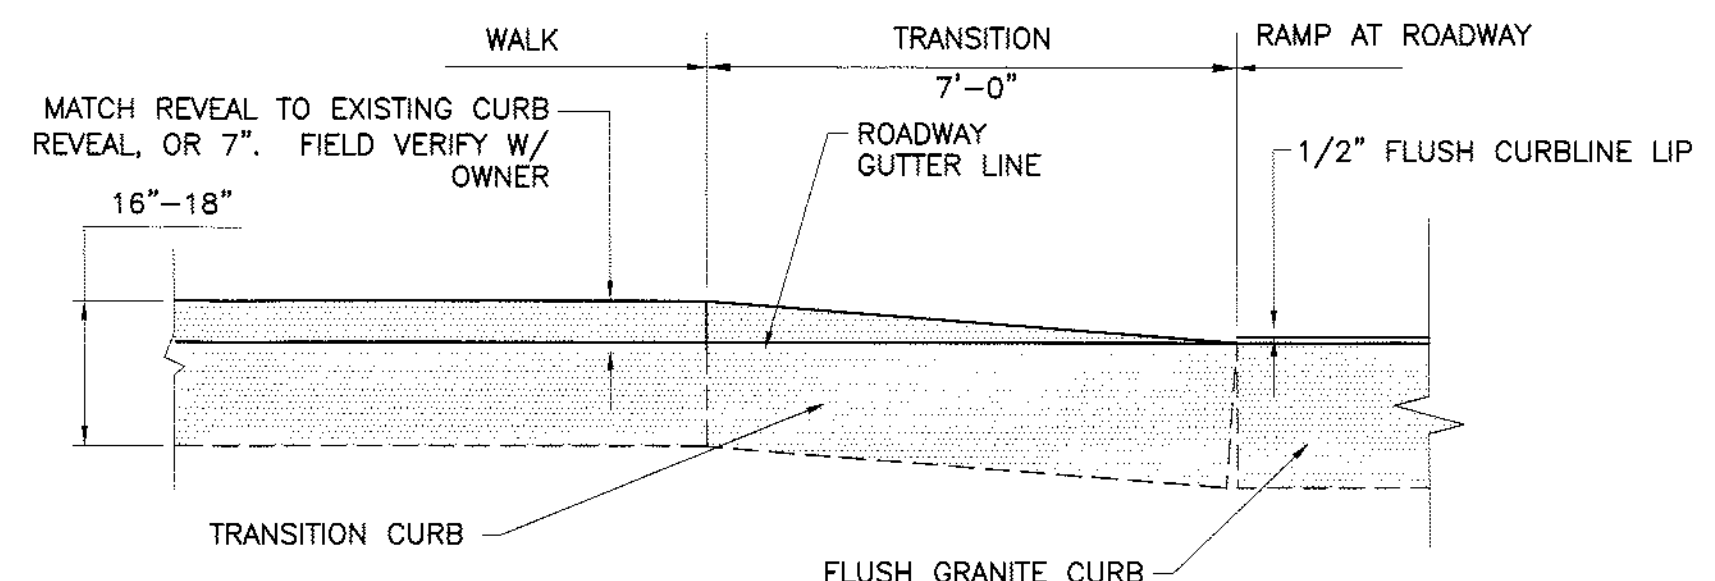 WALK
TRANSITION
RAMP AT ROADWAY
7'-0"
MATCH REVEAL TO EXISTING CURB
REVEAL, OR 7". FIELD VERIFY W/
OWNER
ROADWAY
GUTTER LINE
1/2" FLUSH CURBLINE LIP
16"-18"
TRANSITION CURB
FLUSH GRANITE CURB